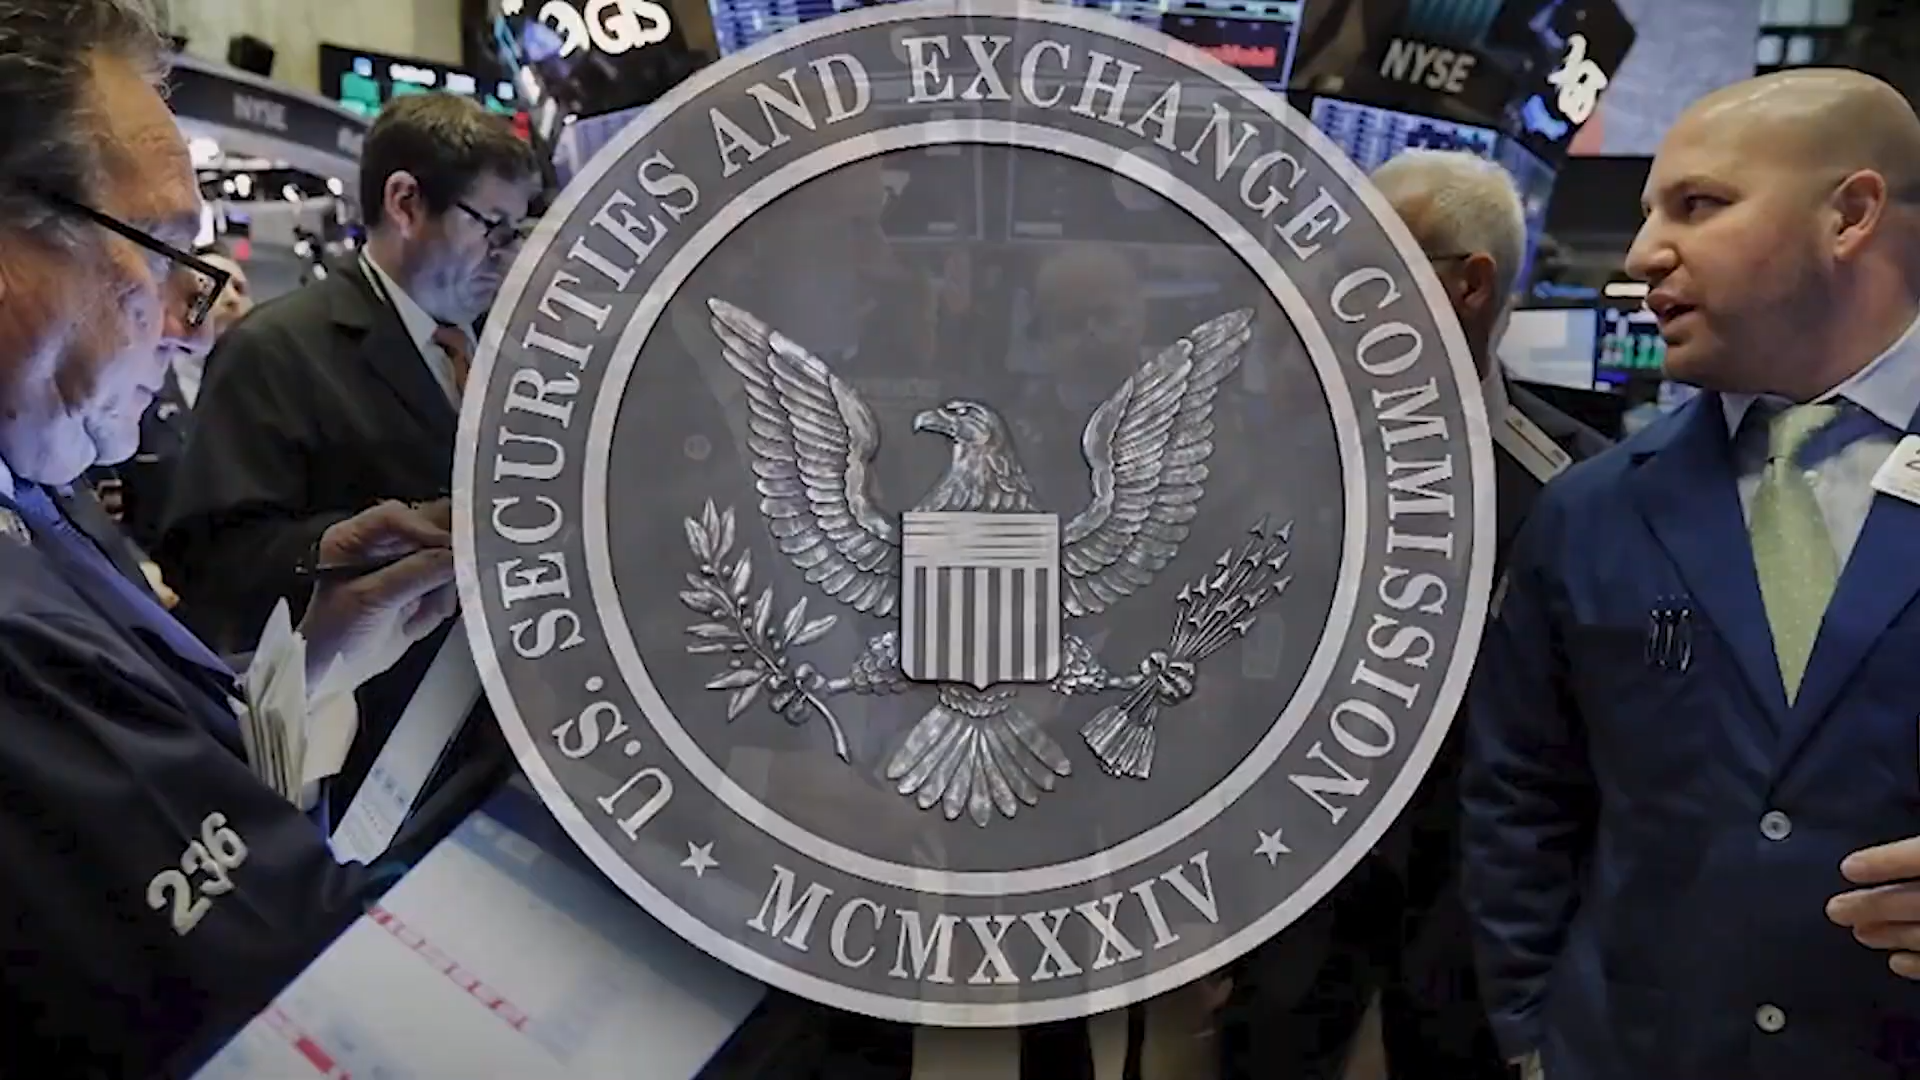 NYSE
NYSE
U.S. SECURITIES AND EXCHANGE COMMISSION
MCMXXXIV
236